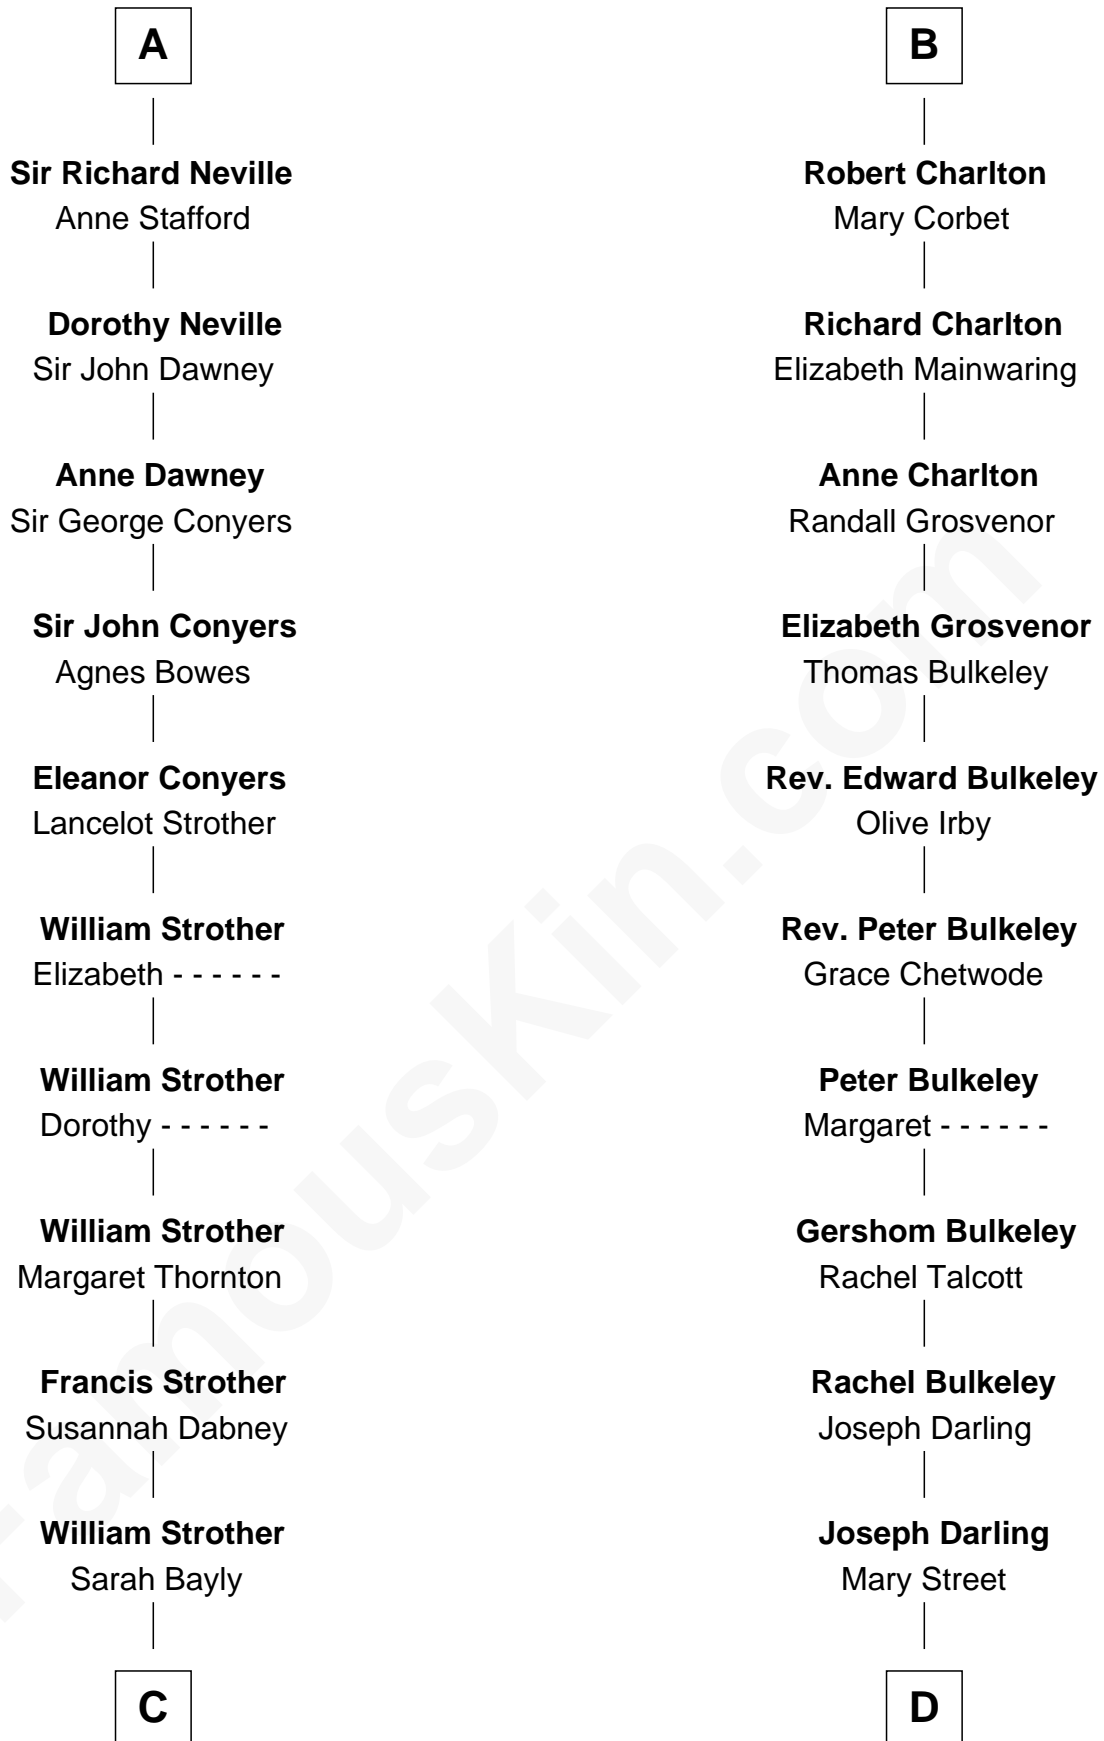 A
Sir Richard Neville
Anne Stafford
Dorothy Neville
Sir John Dawney
Anne Dawney
Sir George Conyers
Sir John Conyers
Agnes Bowes
Eleanor Conyers
Lancelot Strother
William Strother
Elizabeth - - - - - -
William Strother
Dorothy - - - - - -
William Strother
Margaret Thornton
Francis Strother
Susannah Dabney
William Strother
Sarah Bayly
C
B
Robert Charlton
Mary Corbet
Richard Charlton
Elizabeth Mainwaring
Anne Charlton
Randall Grosvenor
Elizabeth Grosvenor
Thomas Bulkeley
Rev. Edward Bulkeley
Olive Irby
Rev. Peter Bulkeley
Grace Chetwode
Peter Bulkeley
Margaret - - - - - -
Gershom Bulkeley
Rachel Talcott
Rachel Bulkeley
Joseph Darling
Joseph Darling
Mary Street
D
FamousKin.com